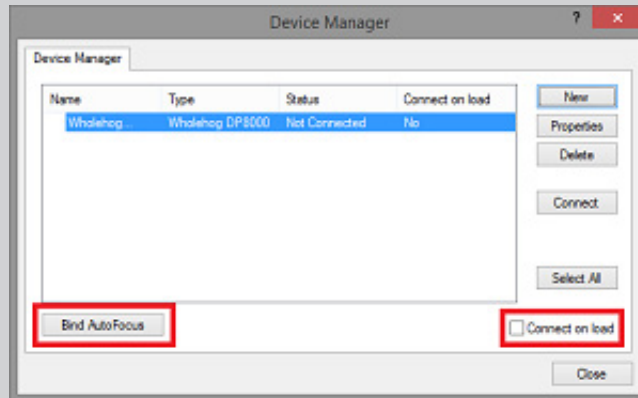 Device Manager
?
x
Device Manager
Name Type Status Connect on load
Wholehog... Wholehog DP8000 Not Connected No
New
Properties
Delete
Connect
Select All
Bind AutoFocus
Connect on load
Close